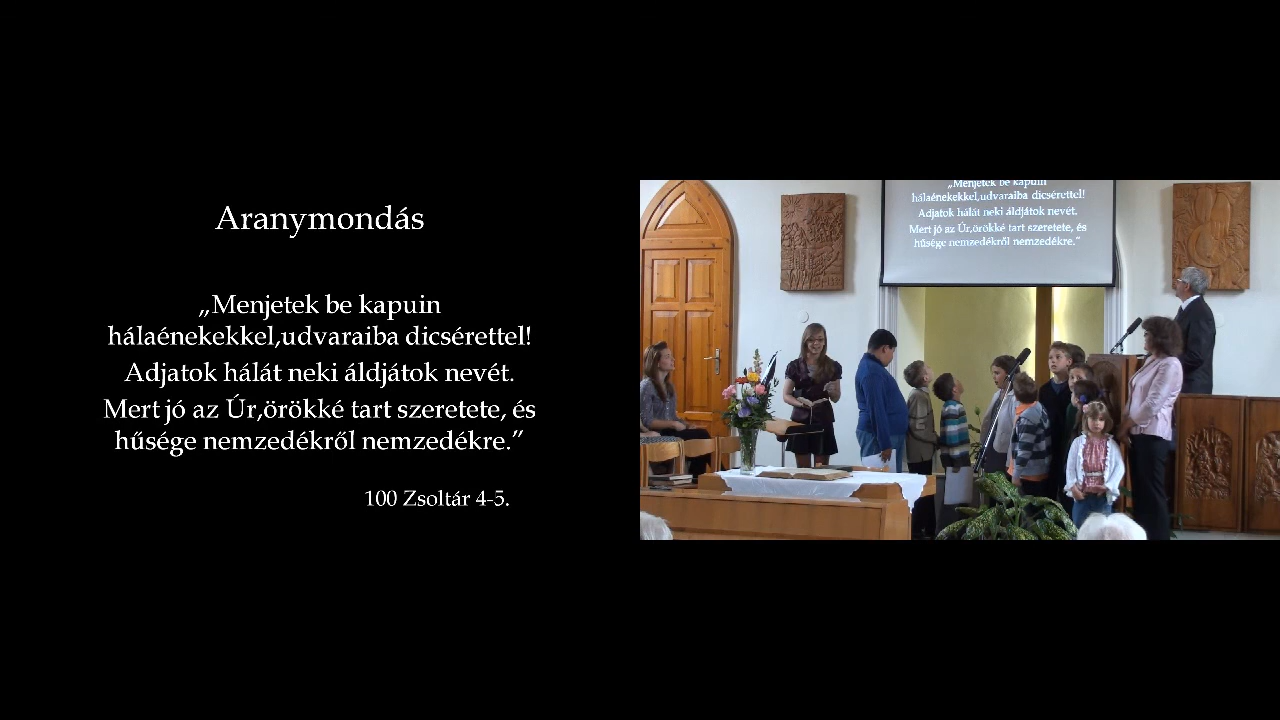 Aranymondás
„Menjetek be kapuin
hálaénekekkel,udvaraiba dicsérettel!
Adjatok hálát neki áldjátok nevét.
Mert jó az Úr,örökké tart szeretete, és
hűsége nemzedékről nemzedékre.”
100 Zsoltár 4-5.
„Menjetek be kapuin
hálaénekekkel,udvaraiba dicsérettel!
Adjatok hálát neki áldjátok nevét.
Mert jó az Úr,örökké tart szeretete, és
hűsége nemzedékről nemzedékre.”